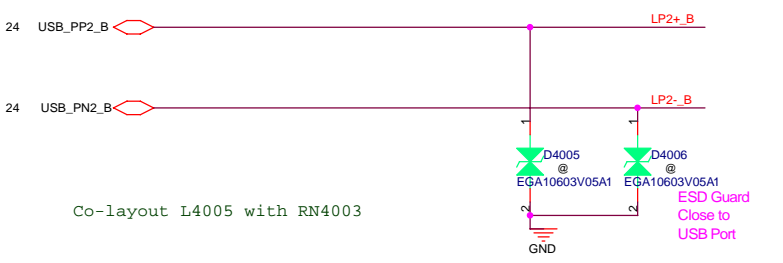 24 USB_PP2_B LP2+_B
24 USB_PN2_B LP2-_B
1 1
D4005 D4006
@ @
EGA10603V05A1 EGA10603V05A1
2 2
ESD Guard
Close to
USB Port
Co-layout L4005 with RN4003
GND